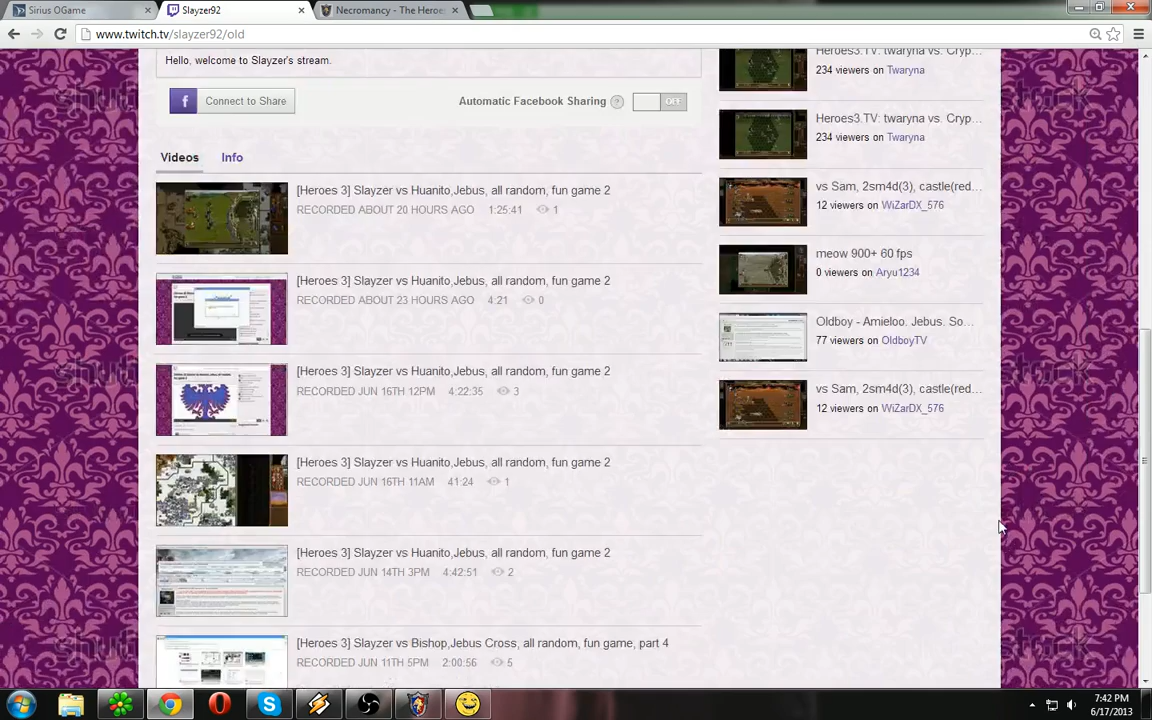 Sirius OGame
Slayzer92
Necromancy - The Heroe
www.twitch.tv/slayzer92/old
Hello, welcome to Slayzer's stream.
f Connect to Share
Automatic Facebook Sharing ? OFF
Videos Info
[Heroes 3] Slayzer vs Huanito,Jebus, all random, fun game 2
RECORDED ABOUT 20 HOURS AGO 1:25:41 1
[Heroes 3] Slayzer vs Huanito,Jebus, all random, fun game 2
RECORDED ABOUT 23 HOURS AGO 4:21 0
[Heroes 3] Slayzer vs Huanito,Jebus, all random, fun game 2
RECORDED JUN 16TH 12PM 4:22:35 3
[Heroes 3] Slayzer vs Huanito,Jebus, all random, fun game 2
RECORDED JUN 16TH 11AM 41:24 1
[Heroes 3] Slayzer vs Huanito,Jebus, all random, fun game 2
RECORDED JUN 14TH 3PM 4:42:51 2
[Heroes 3] Slayzer vs Bishop,Jebus Cross, all random, fun game, part 4
RECORDED JUN 11TH 5PM 2:00:56 5
Heroes3.TV: twaryna vs. Cryp...
234 viewers on Twaryna
Heroes3.TV: twaryna vs. Cryp...
234 viewers on Twaryna
vs Sam, 2sm4d(3), castle(red...
12 viewers on WiZarDX_576
meow 900+ 60 fps
0 viewers on Aryu1234
Oldboy - Amieloo. Jebus. So...
77 viewers on OldboyTV
vs Sam, 2sm4d(3), castle(red...
12 viewers on WiZarDX_576
7:42 PM
6/17/2013